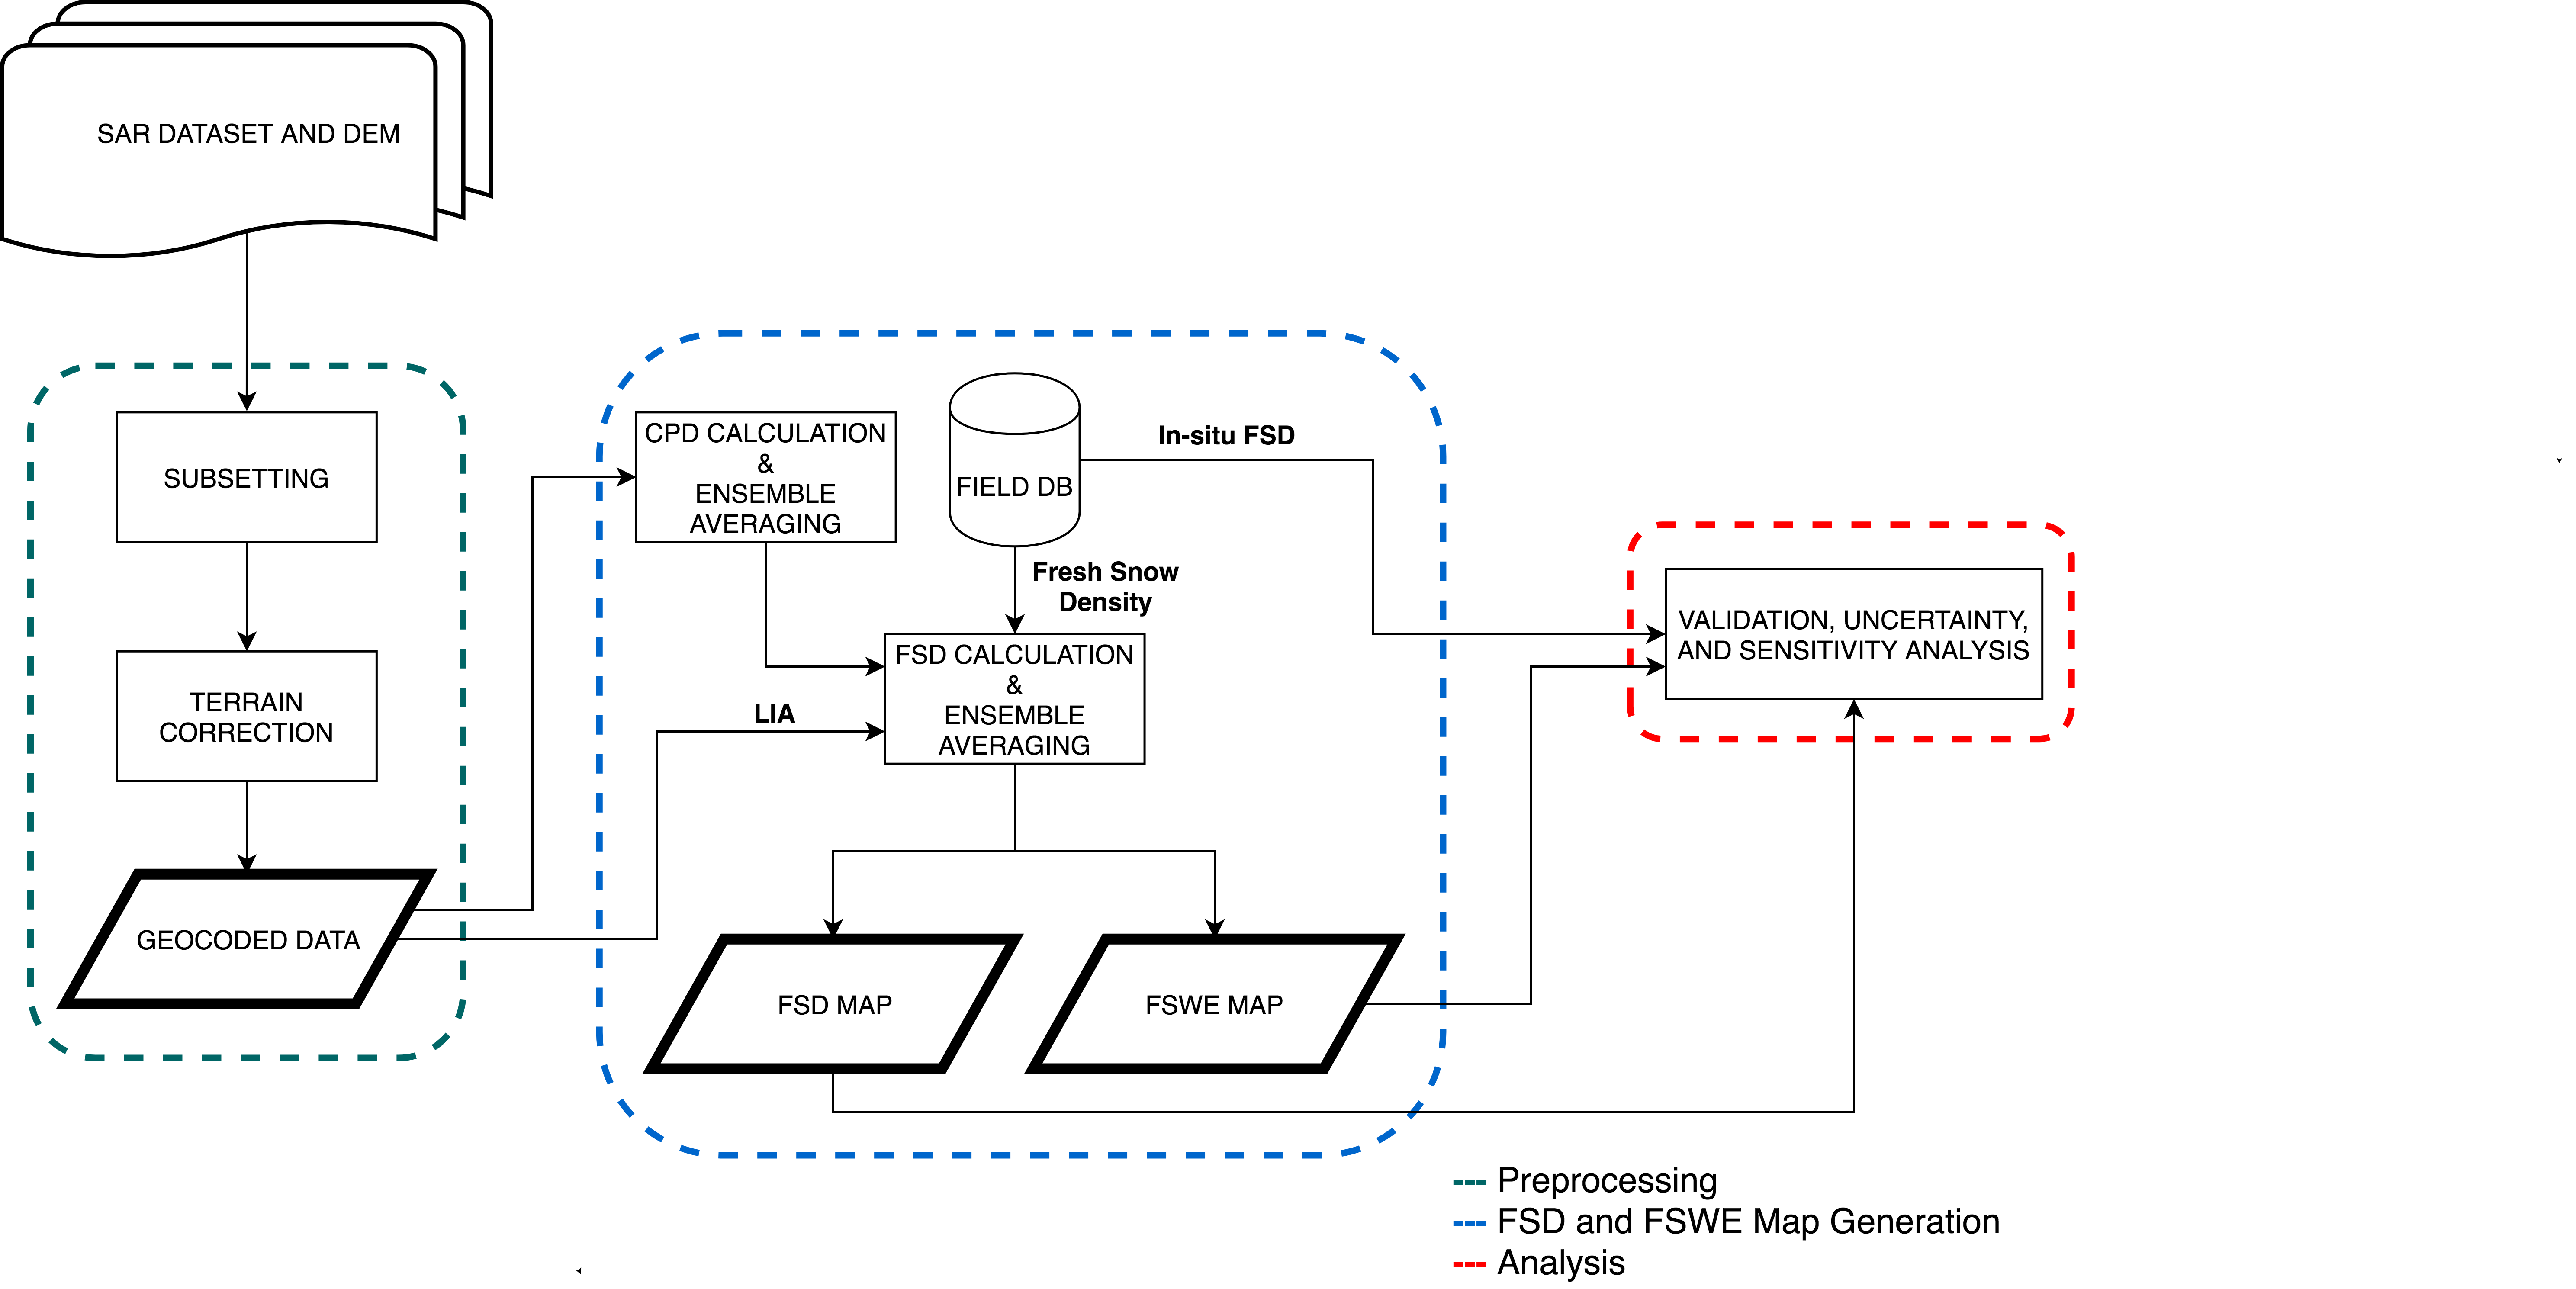 SAR DATASET AND DEM
SUBSETTING
TERRAIN
CORRECTION
GEOCODED DATA
CPD CALCULATION
&
ENSEMBLE
AVERAGING
FIELD DB
In-situ FSD
Fresh Snow
Density
LIA
FSD CALCULATION
&
ENSEMBLE
AVERAGING
FSD MAP
FSWE MAP
VALIDATION, UNCERTAINTY,
AND SENSITIVITY ANALYSIS
Preprocessing
FSD and FSWE Map Generation
Analysis